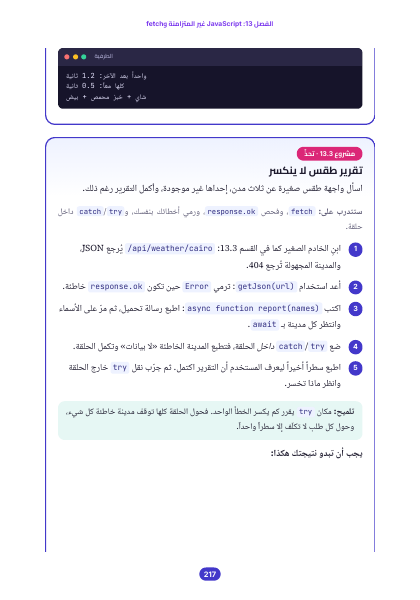 الفصل 13: JavaScript غير المتزامنة وfetch
الطرفية
واحداً بعد الآخر: 1.2 ثانية
كلها معاً: 0.5 ثانية
شاي + خبز محمص + بيض
مشروع 13.3 · تحدٍّ
تقرير طقس لا ينكسر
اسأل واجهة طقس صغيرة عن ثلاث مدن، إحداها غير موجودة، وأكمل التقرير رغم ذلك.
ستتدرب على: fetch، وفحص response.ok، ورمي أخطائك بنفسك، و try / catch داخل
حلقة.
1 ابنِ الخادم الصغير كما في القسم 13.3: /api/weather/cairo يُرجع JSON،
والمدينة المجهولة تُرجع 404.
2 أعد استخدام getJson(url): ترمي Error حين تكون response.ok خاطئة.
3 اكتب async function report(names): اطبع رسالة تحميل، ثم مرّ على الأسماء
وانتظر كل مدينة بـ await.
4 ضع try / catch داخل الحلقة، فتطبع المدينة الخاطئة «لا بيانات» وتكمل الحلقة.
5 اطبع سطراً أخيراً ليعرف المستخدم أن التقرير اكتمل. ثم جرّب نقل try خارج الحلقة
وانظر ماذا تخسر.
تلميح: مكان try يقرر كم يكسر الخطأ الواحد. فحول الحلقة كلها توقف مدينة خاطئة كل شيء،
وحول كل طلب لا تكلّف إلا سطراً واحداً.
يجب أن تبدو نتيجتك هكذا:
217